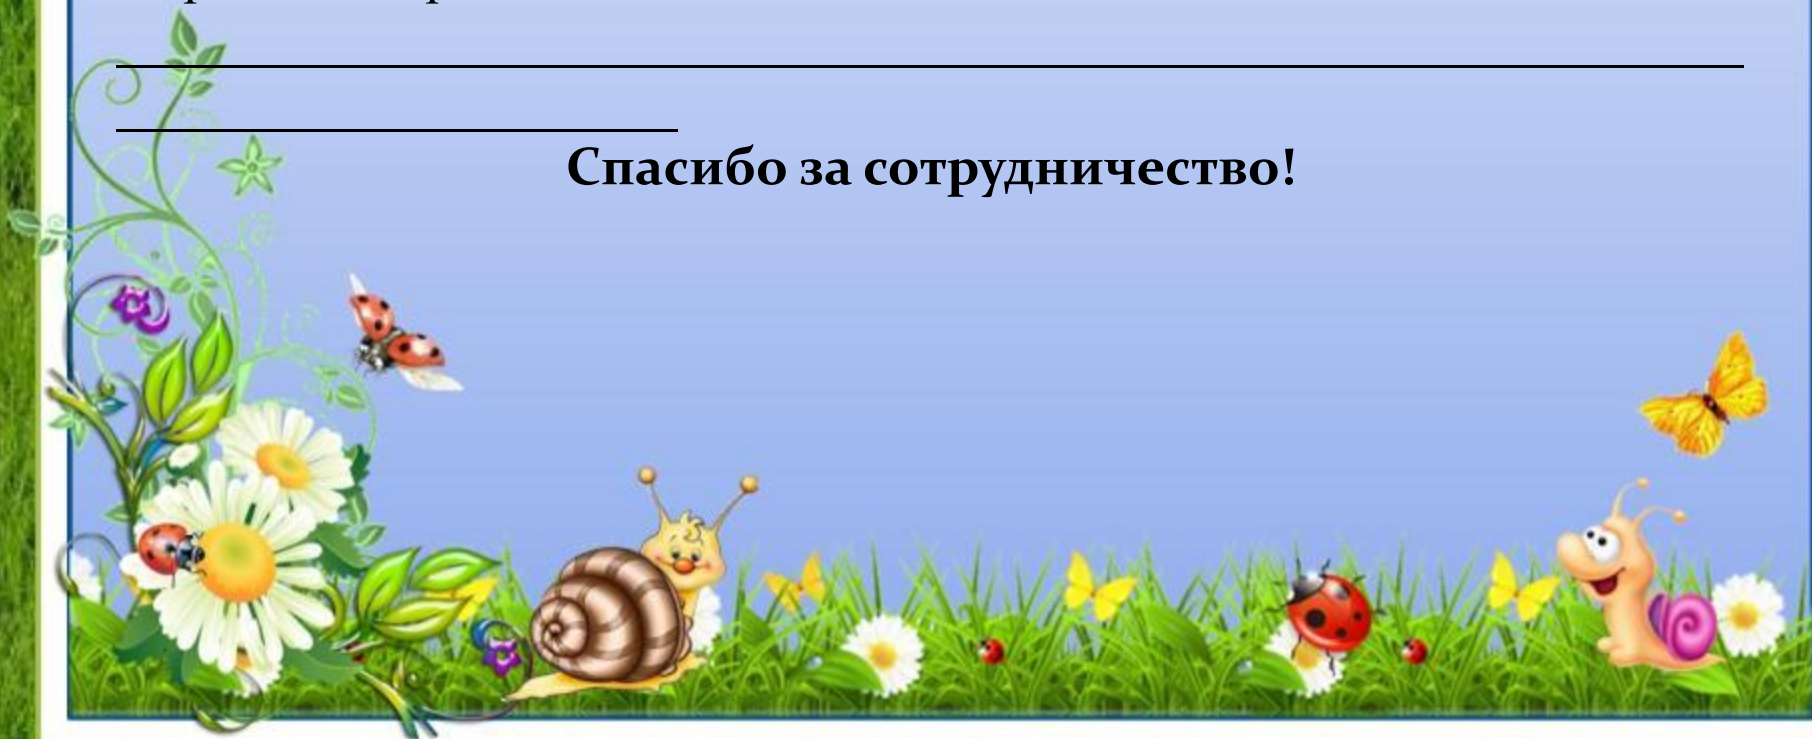 Спасибо за сотрудничество!